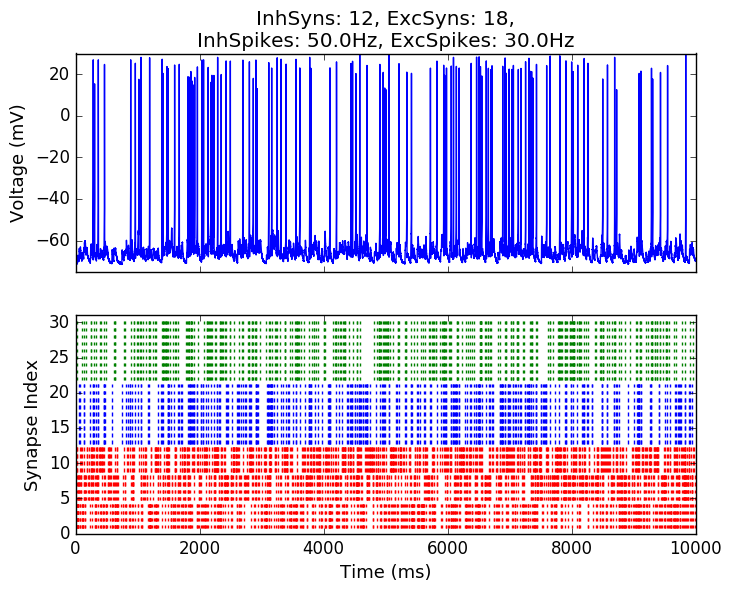 InhSyns: 12, ExcSyns: 18,
InhSpikes: 50.0Hz, ExcSpikes: 30.0Hz
Voltage (mV)
20
0
−20
−40
−60
Synapse Index
30
25
20
15
10
5
0
0 2000 4000 6000 8000 10000
Time (ms)